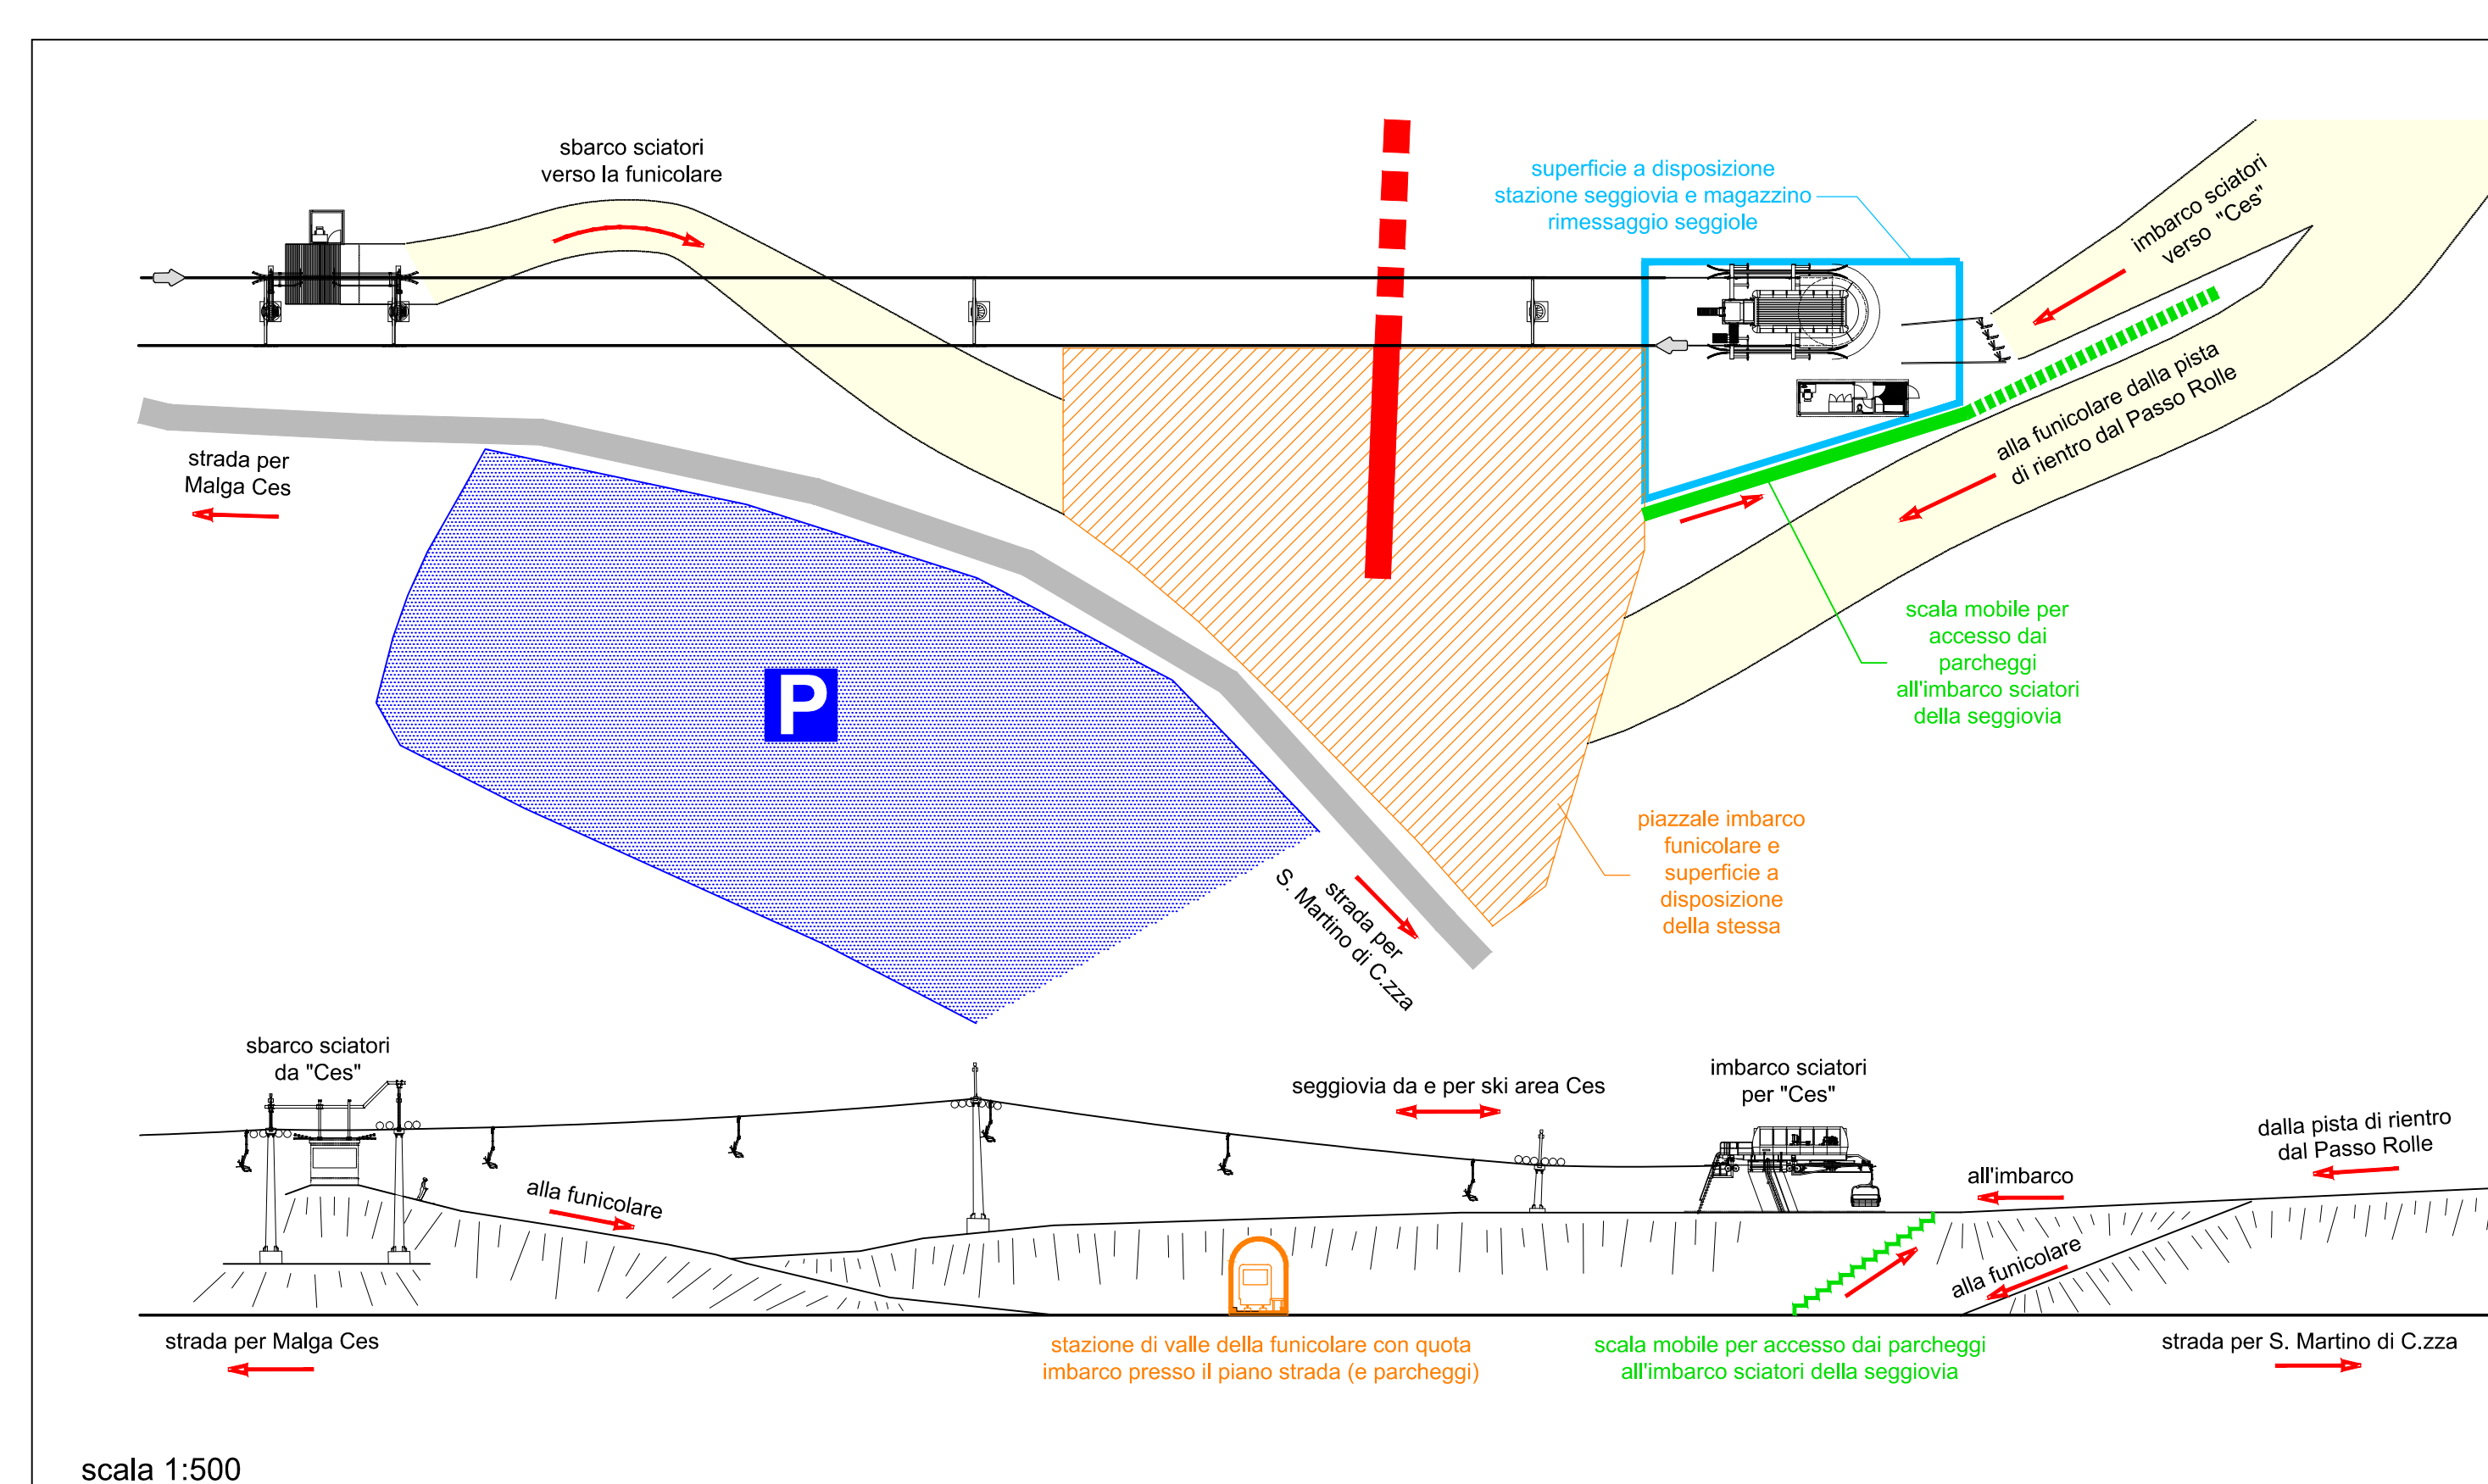 sbarco sciatori
verso la funicolare
superficie a disposizione
stazione seggiovia e magazzino
rimessaggio seggiole
imbarco sciatori
verso "Ces"
alla funicolare dalla pista
di rientro dal Passo Rolle
strada per
Malga Ces
P
scala mobile per
accesso dai
parcheggi
all'imbarco sciatori
della seggiovia
piazzale imbarco
funicolare e
superficie a
disposizione
della stessa
strada per
S. Martino di C.zza
sbarco sciatori
da "Ces"
seggiovia da e per ski area Ces
imbarco sciatori
per "Ces"
dalla pista di rientro
dal Passo Rolle
all'imbarco
alla funicolare
alla funicolare
strada per Malga Ces
stazione di valle della funicolare con quota
imbarco presso il piano strada (e parcheggi)
scala mobile per accesso dai parcheggi
all'imbarco sciatori della seggiovia
strada per S. Martino di C.zza
scala 1:500